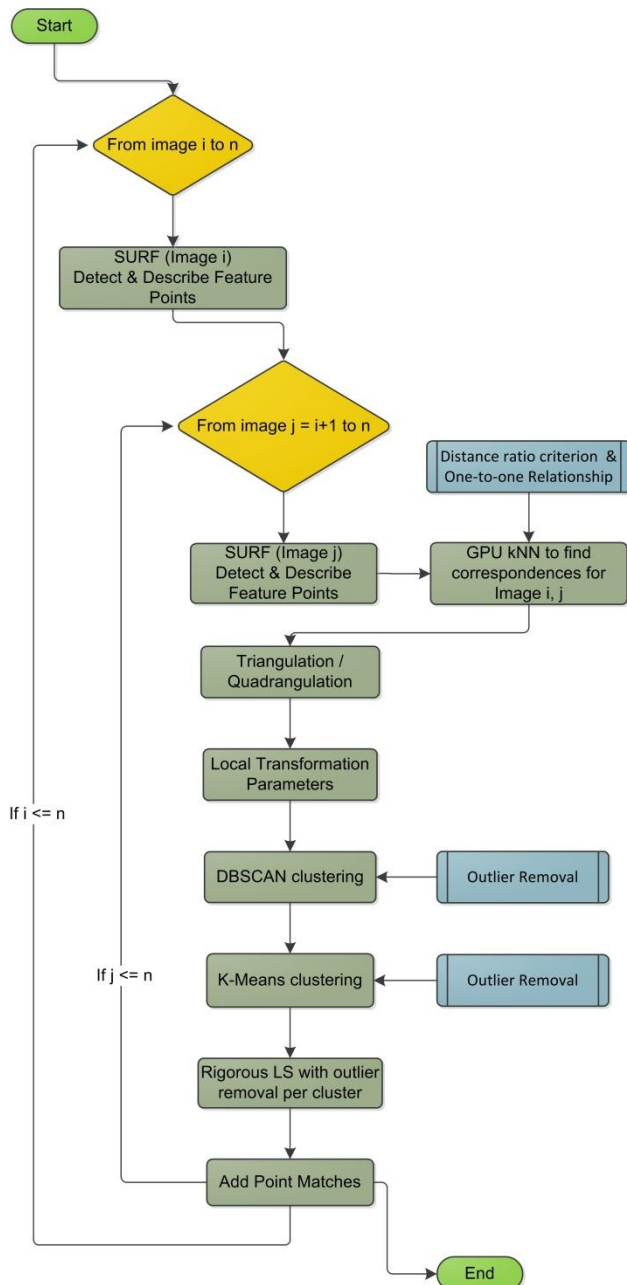 Start
From image i to n
SURF (Image i)
Detect & Describe Feature
Points
From image j = i+1 to n
Distance ratio criterion &
One-to-one Relationship
SURF (Image j)
Detect & Describe
Feature Points
GPU kNN to find
correspondences for
Image i, j
Triangulation /
Quadrangulation
Local Transformation
Parameters
If i <= n
DBSCAN clustering
Outlier Removal
If j <= n
K-Means clustering
Outlier Removal
Rigorous LS with outlier
removal per cluster
Add Point Matches
End